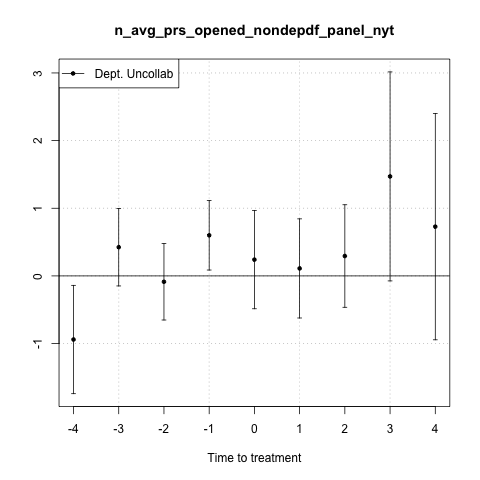 n_avg_prs_opened_nondepdf_panel_nyt
Dept. Uncollab
3
2
1
0
-1
-4 -3 -2 -1 0 1 2 3 4
Time to treatment